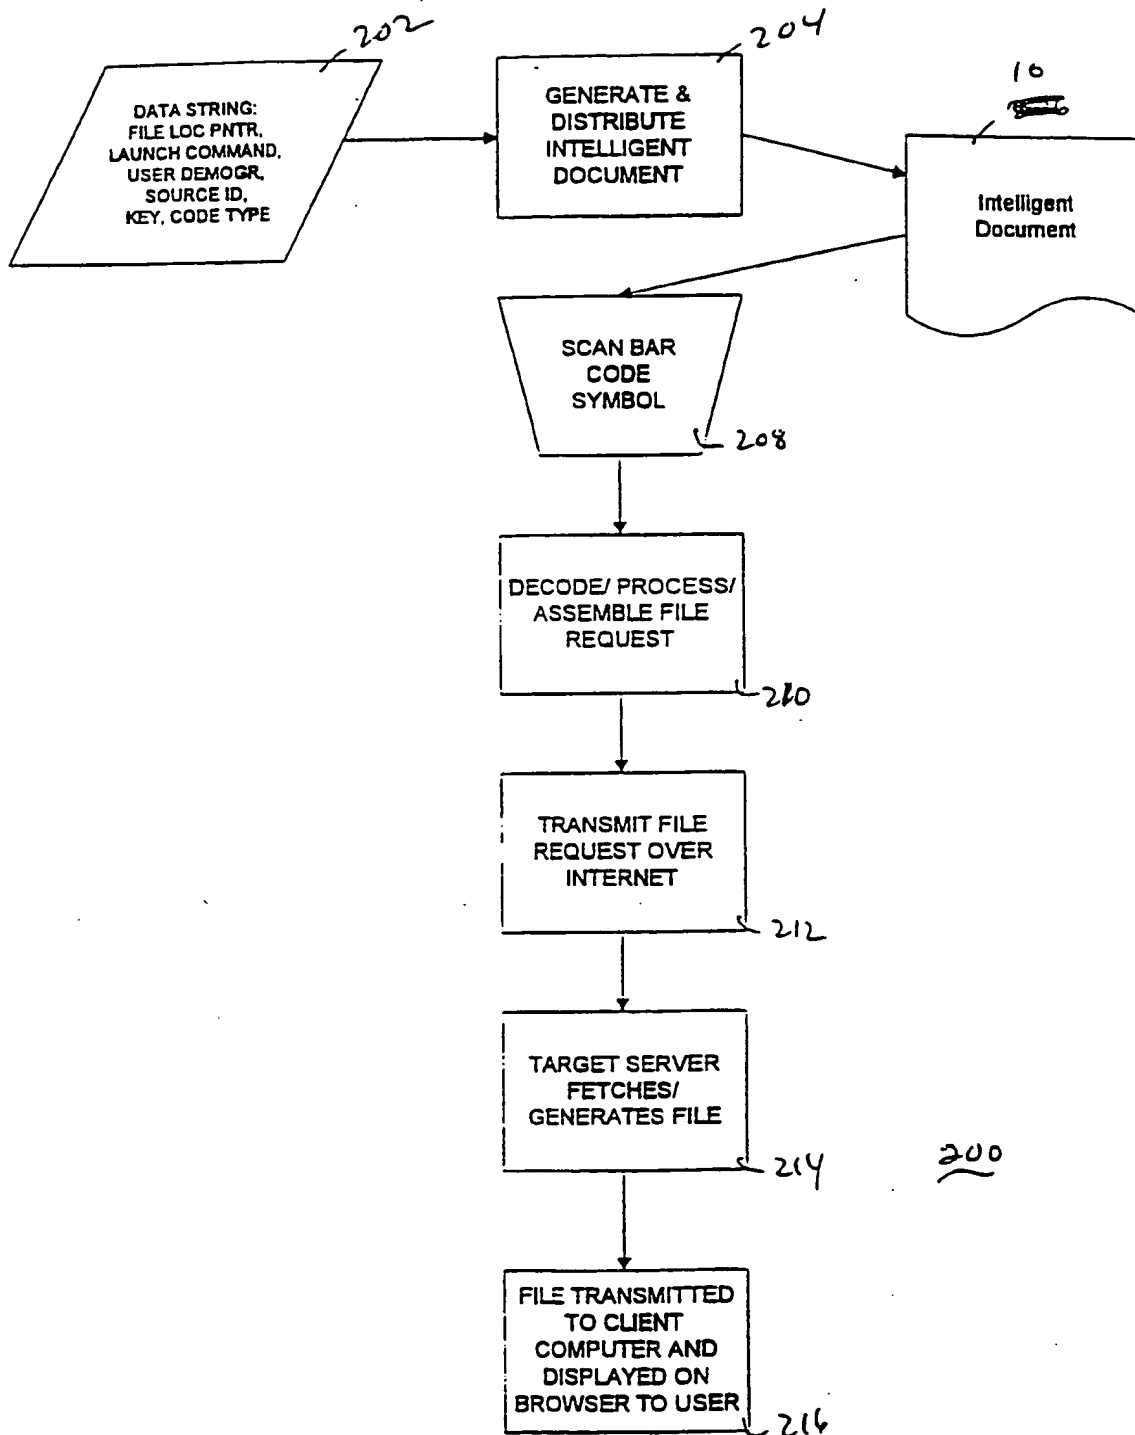 202
DATA STRING:
FILE LOC PNTR,
LAUNCH COMMAND,
USER DEMOGR,
SOURCE ID,
KEY, CODE TYPE
204
GENERATE &
DISTRIBUTE
INTELLIGENT
DOCUMENT
10
Intelligent
Document
SCAN BAR
CODE
SYMBOL
208
DECODE/ PROCESS/
ASSEMBLE FILE
REQUEST
210
TRANSMIT FILE
REQUEST OVER
INTERNET
212
TARGET SERVER
FETCHES/
GENERATES FILE
214
200
FILE TRANSMITTED
TO CLIENT
COMPUTER AND
DISPLAYED ON
BROWSER TO USER
216